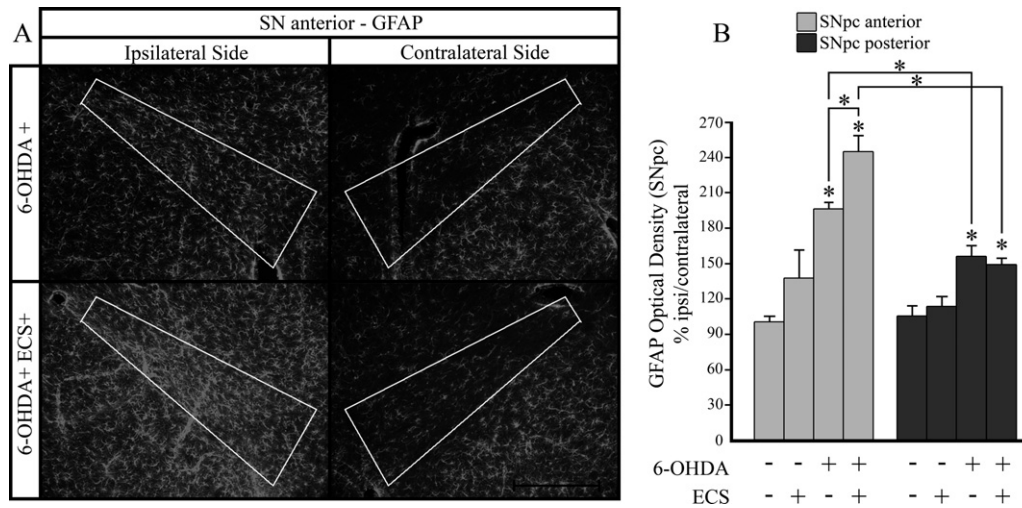 A
SN anterior - GFAP
Ipsilateral Side
Contralateral Side
6-OHDA +
6-OHDA+ ECS+
B
SNpc anterior
SNpc posterior
*
*
*
*
*
*
*
GFAP Optical Density (SNpc)
% ipsi/contralateral
270
240
210
180
150
120
90
60
30
0
6-OHDA - - + + - - + +
ECS - + - + - + - +